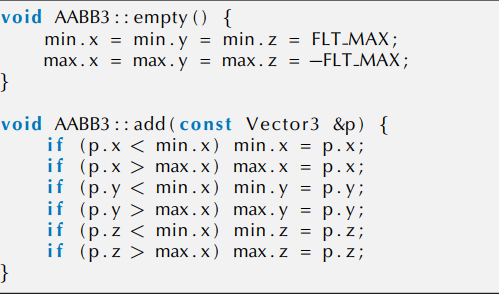 void AABB3::empty() {
    min.x = min.y = min.z = FLT_MAX;
    max.x = max.y = max.z = −FLT_MAX;
}
void AABB3::add(const Vector3 &p) {
    if (p.x < min.x) min.x = p.x;
    if (p.x > max.x) max.x = p.x;
    if (p.y < min.x) min.y = p.y;
    if (p.y > max.x) max.y = p.y;
    if (p.z < min.x) min.z = p.z;
    if (p.z > max.x) max.z = p.z;
}